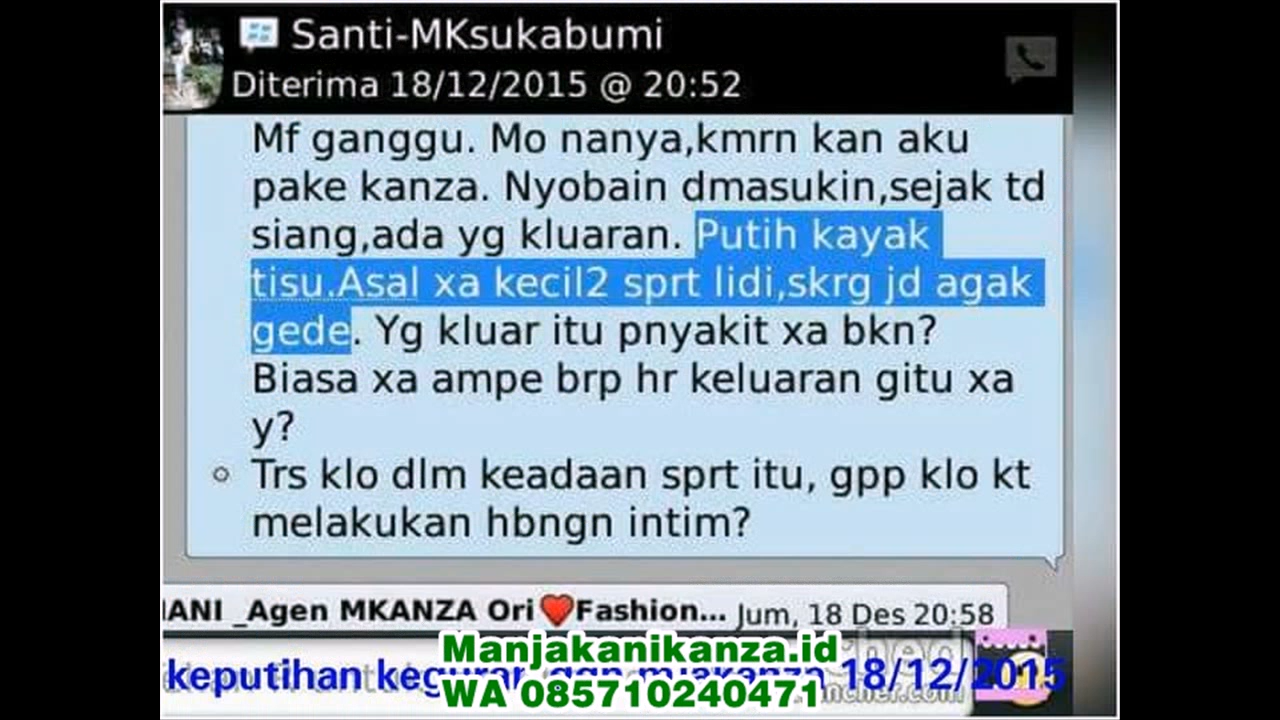 Santi-MKsukabumi
Diterima 18/12/2015 @ 20:52
Mf ganggu. Mo nanya,kmrn kan aku
pake kanza. Nyobain dmasukin,sejak td
siang,ada yg kluaran. Putih kayak
tisu.Asal xa kecil2 sprt lidi,skrg jd agak
gede. Yg kluar itu pnyakit xa bkn?
Biasa xa ampe brp hr keluaran gitu xa
y?
Trs klo dlm keadaan sprt itu, gpp klo kt
melakukan hbngn intim?
IANI _Agen MKANZA Ori❤Fashion... Jum, 18 Des 20:58
Manjakanikanza.id
keputihan 18/12/2015
WA 085710240471